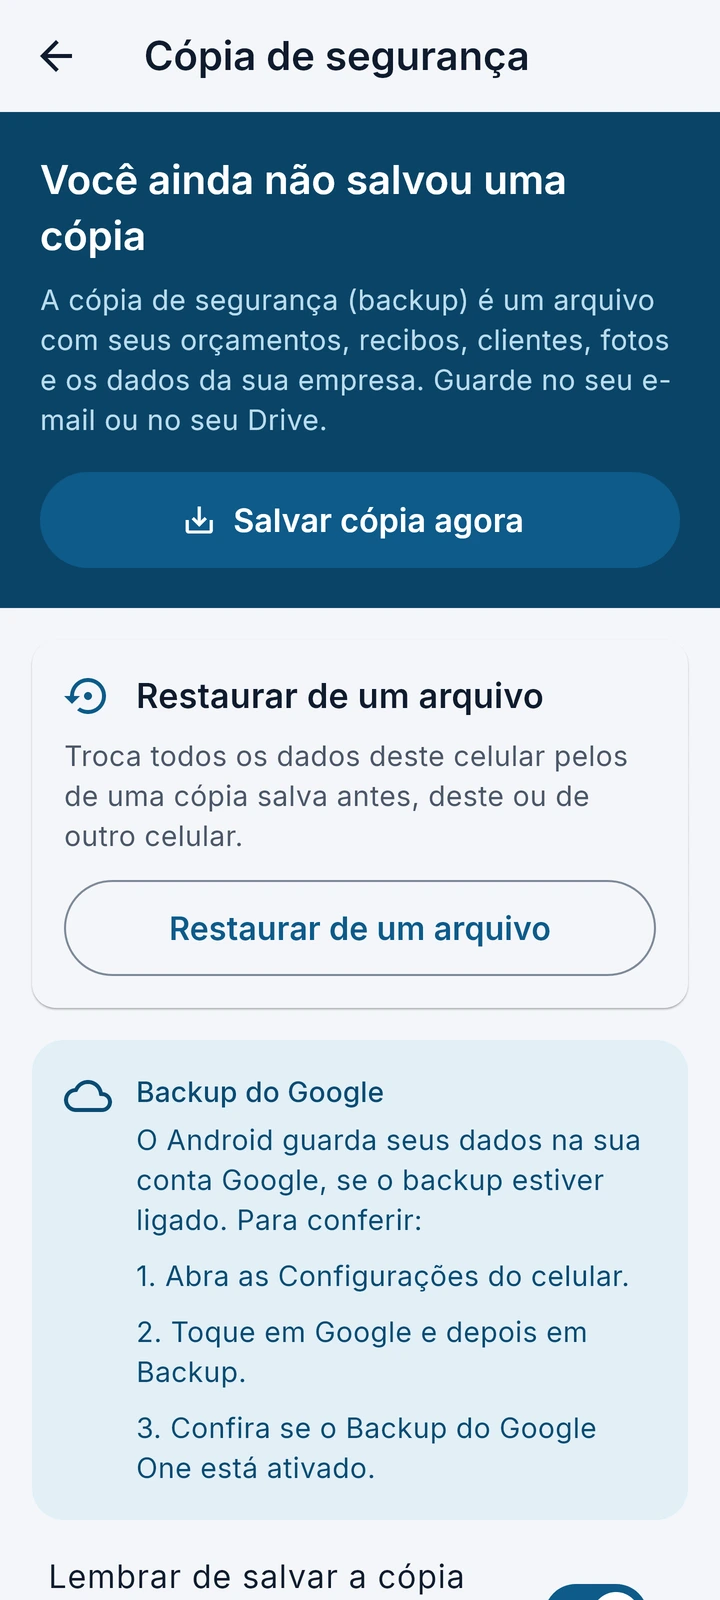 Cópia de segurança
Você ainda não salvou uma
cópia
A cópia de segurança (backup) é um arquivo
com seus orçamentos, recibos, clientes, fotos
e os dados da sua empresa. Guarde no seu e-
mail ou no seu Drive.
Salvar cópia agora
Restaurar de um arquivo
Troca todos os dados deste celular pelos
de uma cópia salva antes, deste ou de
outro celular.
Restaurar de um arquivo
Backup do Google
O Android guarda seus dados na sua
conta Google, se o backup estiver
ligado. Para conferir:
1. Abra as Configurações do celular.
2. Toque em Google e depois em
Backup.
3. Confira se o Backup do Google
One está ativado.
Lembrar de salvar a cópia